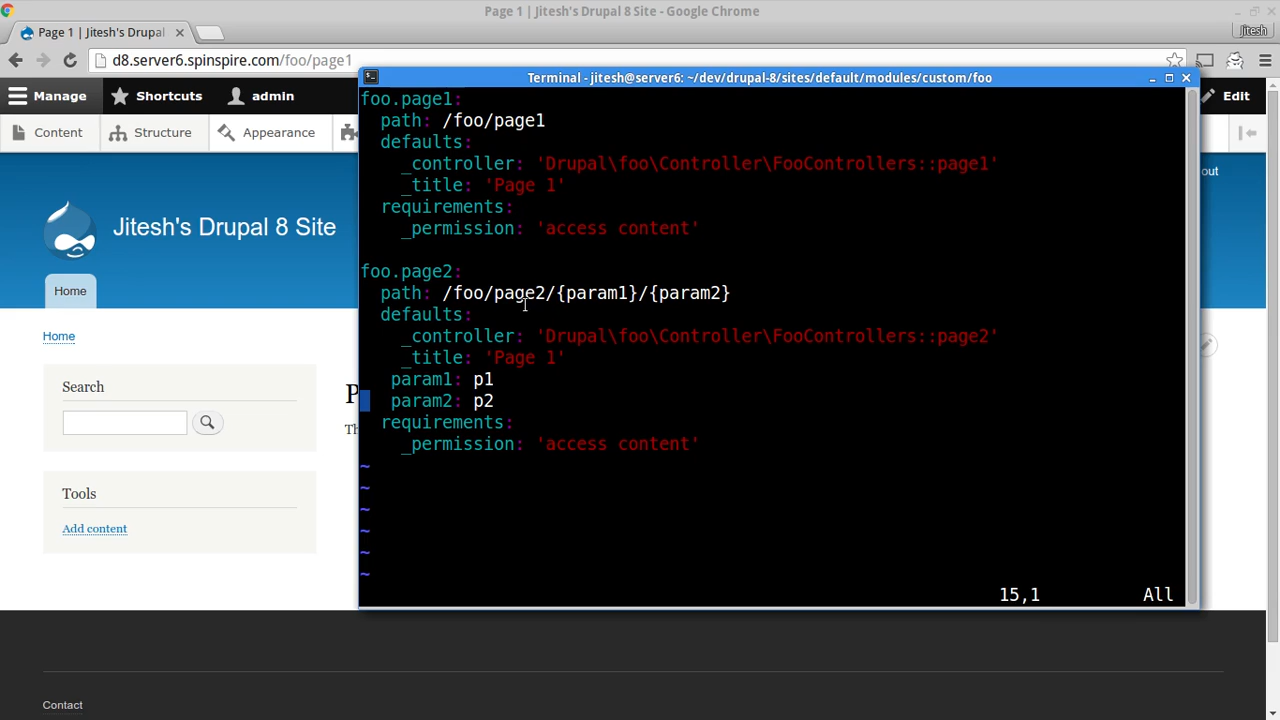 Page 1 | Jitesh's Drupal 8 Site - Google Chrome
Page 1 | Jitesh's Drupal
Jitesh
d8.server6.spinspire.com/foo/page1
Manage
Shortcuts
admin
Edit
Content
Structure
Appearance
Terminal - jitesh@server6: ~/dev/drupal-8/sites/default/modules/custom/foo
foo.page1:
path: /foo/page1
defaults:
_controller: 'Drupal\foo\Controller\FooControllers::page1'
_title: 'Page 1'
requirements:
_permission: 'access content'
foo.page2:
path: /foo/page2/{param1}/{param2}
defaults:
_controller: 'Drupal\foo\Controller\FooControllers::page2'
_title: 'Page 1'
param1: p1
param2: p2
requirements:
_permission: 'access content'
~
~
~
~
~
~
15,1 All
out
Jitesh's Drupal 8 Site
Home
Home
Search
P
Th
Tools
Add content
Contact